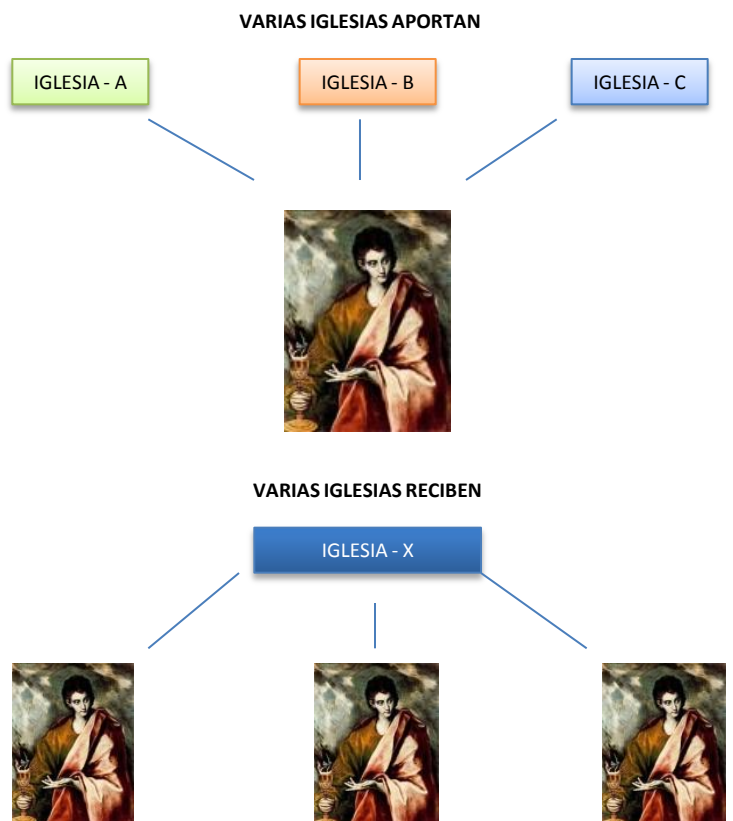 VARIAS IGLESIAS APORTAN
IGLESIA - A
IGLESIA - B
IGLESIA - C
VARIAS IGLESIAS RECIBEN
IGLESIA - X